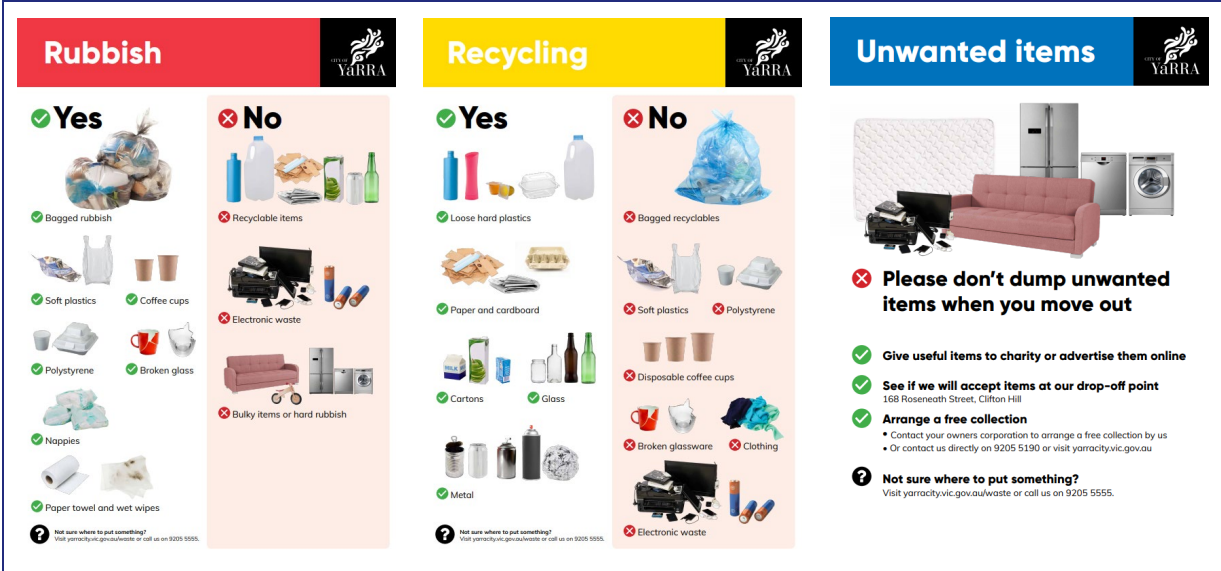 Rubbish
CITY OF
YaRRA
Yes
No
Bagged rubbish
Recyclable items
Soft plastics
Coffee cups
Electronic waste
Polystyrene
Broken glass
Bulky items or hard rubbish
Nappies
Paper towel and wet wipes
Not sure where to put something?
Visit yarracity.vic.gov.au/waste or call us on 9205 5555.
Recycling
CITY OF
YaRRA
Yes
No
Loose hard plastics
Bagged recyclables
Paper and cardboard
Soft plastics
Polystyrene
MILK
Cartons
Glass
Disposable coffee cups
Broken glassware
Clothing
Metal
Electronic waste
Not sure where to put something?
Visit yarracity.vic.gov.au/waste or call us on 9205 5555.
Unwanted items
CITY OF
YaRRA
Please don't dump unwanted
items when you move out
Give useful items to charity or advertise them online
See if we will accept items at our drop-off point
168 Roseneath Street, Clifton Hill
Arrange a free collection
• Contact your owners corporation to arrange a free collection by us
• Or contact us directly on 9205 5190 or visit yarracity.vic.gov.au
Not sure where to put something?
Visit yarracity.vic.gov.au/waste or call us on 9205 5555.